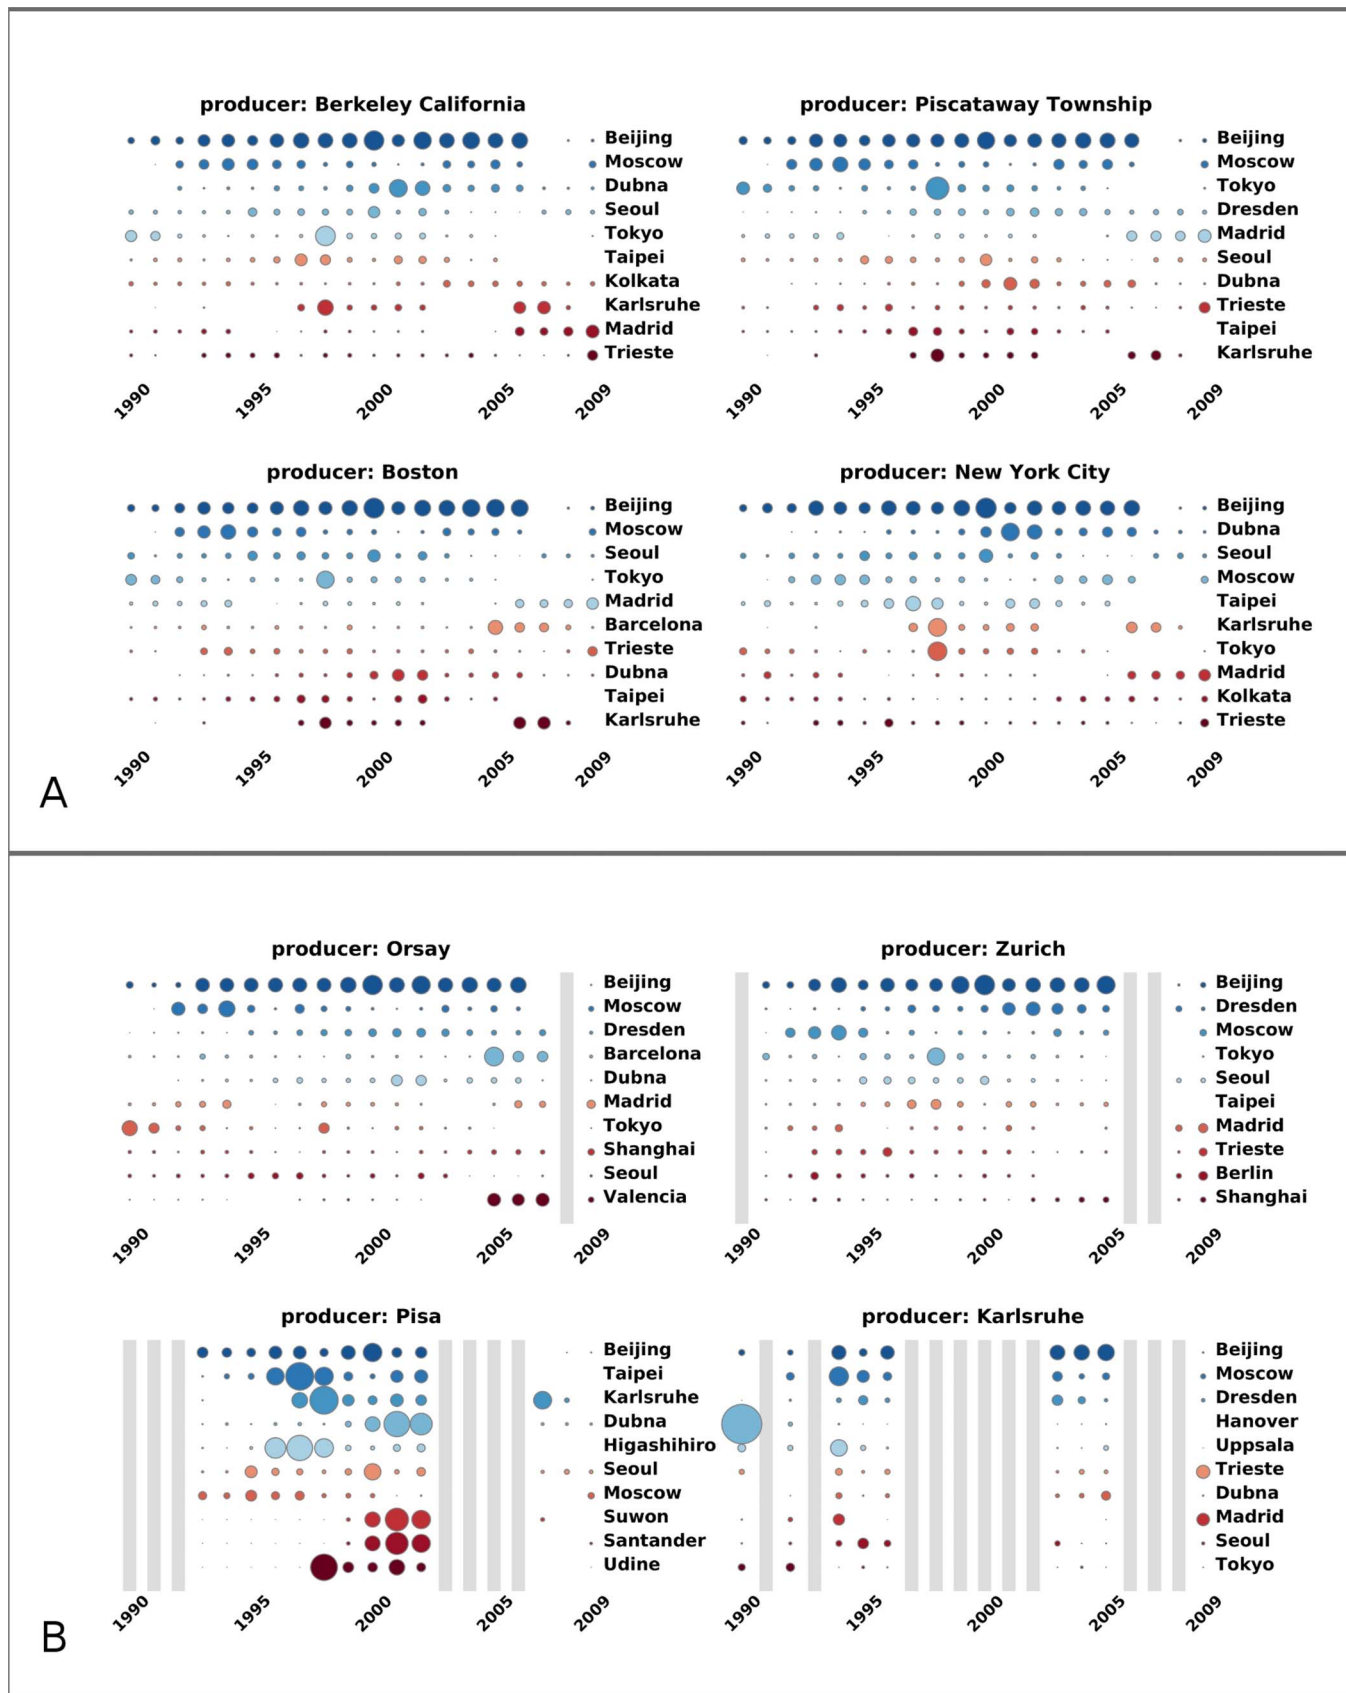 producer: Berkeley California
Beijing
Moscow
Dubna
Seoul
Tokyo
Taipei
Kolkata
Karlsruhe
Madrid
Trieste
1990 1995 2000 2005 2009
producer: Piscataway Township
Beijing
Moscow
Tokyo
Dresden
Madrid
Seoul
Dubna
Trieste
Taipei
Karlsruhe
1990 1995 2000 2005 2009
producer: Boston
Beijing
Moscow
Seoul
Tokyo
Madrid
Barcelona
Trieste
Dubna
Taipei
Karlsruhe
1990 1995 2000 2005 2009
producer: New York City
Beijing
Dubna
Seoul
Moscow
Taipei
Karlsruhe
Tokyo
Madrid
Kolkata
Trieste
1990 1995 2000 2005 2009
A
producer: Orsay
Beijing
Moscow
Dresden
Barcelona
Dubna
Madrid
Tokyo
Shanghai
Seoul
Valencia
1990 1995 2000 2005 2009
producer: Zurich
Beijing
Dresden
Moscow
Tokyo
Seoul
Taipei
Madrid
Trieste
Berlin
Shanghai
1990 1995 2000 2005 2009
producer: Pisa
Beijing
Taipei
Karlsruhe
Dubna
Higashihiro
Seoul
Moscow
Suwon
Santander
Udine
1990 1995 2000 2005 2009
producer: Karlsruhe
Beijing
Moscow
Dresden
Hanover
Uppsala
Trieste
Dubna
Madrid
Seoul
Tokyo
1990 1995 2000 2005 2009
B